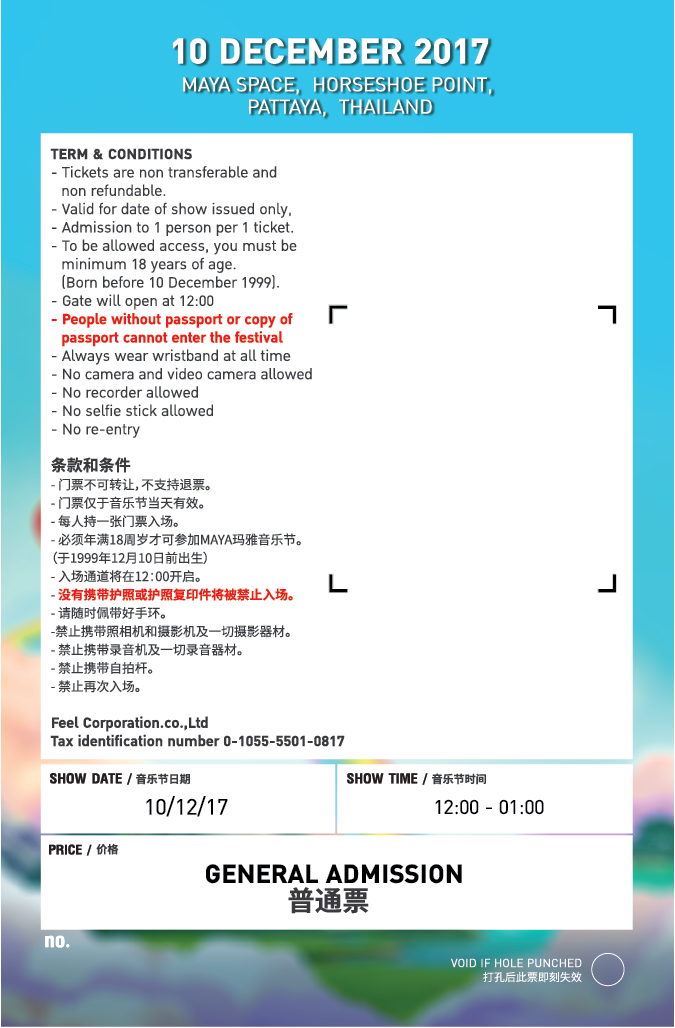 10 DECEMBER 2017
MAYA SPACE, HORSESHOE POINT,
PATTAYA, THAILAND
TERM & CONDITIONS
- Tickets are non transferable and
non refundable.
- Valid for date of show issued only,
- Admission to 1 person per 1 ticket.
- To be allowed access, you must be
minimum 18 years of age.
(Born before 10 December 1999).
- Gate will open at 12:00
- People without passport or copy of
passport cannot enter the festival
- Always wear wristband at all time
- No camera and video camera allowed
- No recorder allowed
- No selfie stick allowed
- No re-entry
条款和条件
- 门票不可转让, 不支持退票。
- 门票仅于音乐节当天有效。
- 每人持一张门票入场。
- 必须年满18周岁才可参加MAYA玛雅音乐节。
(于1999年12月10日前出生)
- 入场通道将在12:00开启。
- 没有携带护照或护照复印件将被禁止入场。
- 请随时佩带好手环。
-禁止携带照相机和摄影机及一切摄影器材。
- 禁止携带录音机及一切录音器材。
- 禁止携带自拍杆。
- 禁止再次入场。
Feel Corporation.co.,Ltd
Tax identification number 0-1055-5501-0817
SHOW DATE / 音乐节日期
10/12/17
SHOW TIME / 音乐节时间
12:00 - 01:00
PRICE / 价格
GENERAL ADMISSION
普通票
no.
VOID IF HOLE PUNCHED
打孔后此票即刻失效